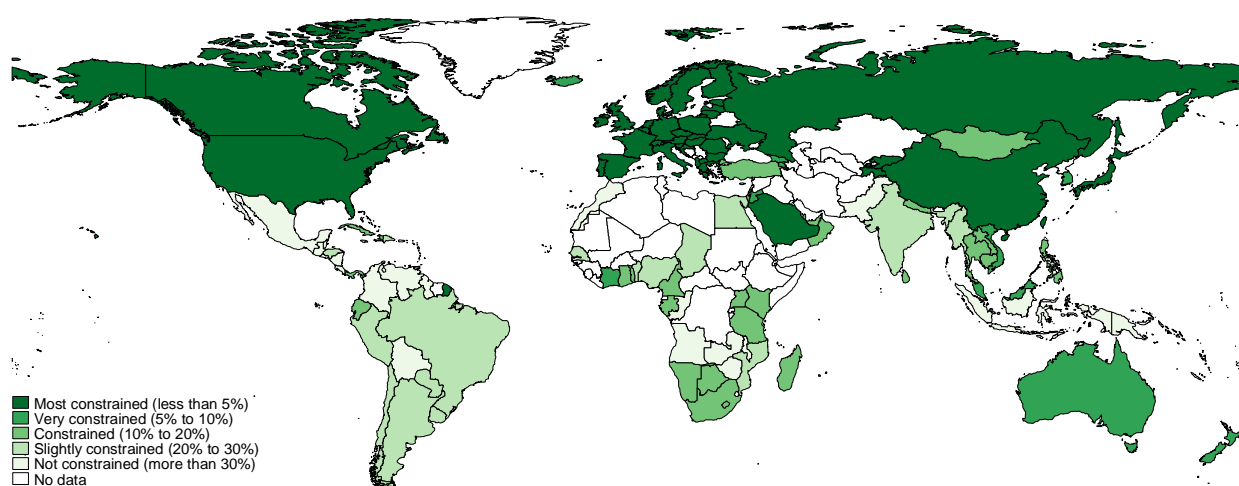 Most constrained (less than 5%)
Very constrained (5% to 10%)
Constrained (10% to 20%)
Slightly constrained (20% to 30%)
Not constrained (more than 30%)
No data